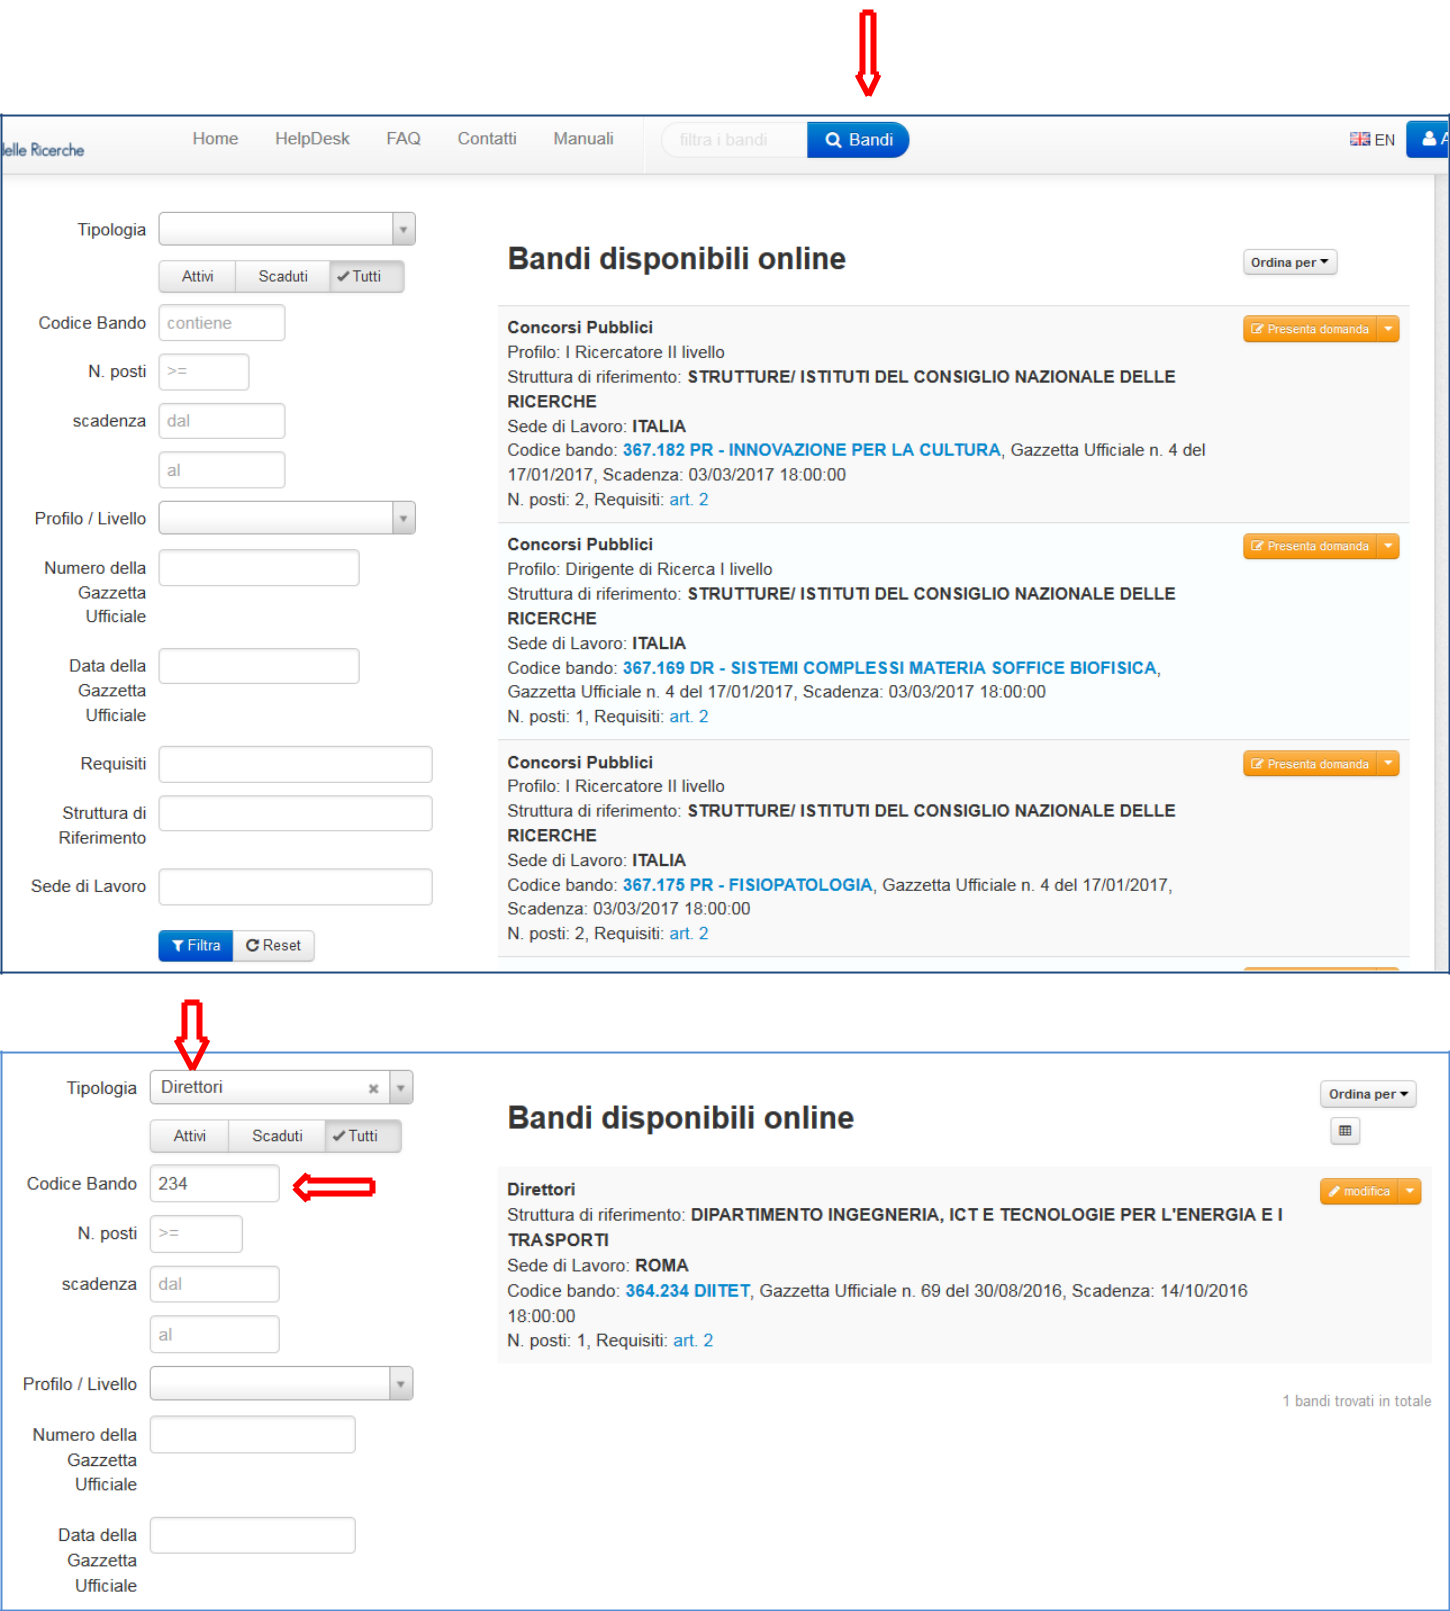 delle Ricerche
Home HelpDesk FAQ Contatti Manuali filtra i bandi Bandi EN
Tipologia
Attivi Scaduti Tutti
Codice Bando contiene
N. posti >=
scadenza dal
al
Profilo / Livello
Numero della
Gazzetta
Ufficiale
Data della
Gazzetta
Ufficiale
Requisiti
Struttura di
Riferimento
Sede di Lavoro
Filtra Reset
Bandi disponibili online
Ordina per
Concorsi Pubblici
Presenta domanda
Profilo: I Ricercatore II livello
Struttura di riferimento: STRUTTURE/ ISTITUTI DEL CONSIGLIO NAZIONALE DELLE
RICERCHE
Sede di Lavoro: ITALIA
Codice bando: 367.182 PR - INNOVAZIONE PER LA CULTURA, Gazzetta Ufficiale n. 4 del
17/01/2017, Scadenza: 03/03/2017 18:00:00
N. posti: 2, Requisiti: art. 2
Concorsi Pubblici
Presenta domanda
Profilo: Dirigente di Ricerca I livello
Struttura di riferimento: STRUTTURE/ ISTITUTI DEL CONSIGLIO NAZIONALE DELLE
RICERCHE
Sede di Lavoro: ITALIA
Codice bando: 367.169 DR - SISTEMI COMPLESSI MATERIA SOFFICE BIOFISICA,
Gazzetta Ufficiale n. 4 del 17/01/2017, Scadenza: 03/03/2017 18:00:00
N. posti: 1, Requisiti: art. 2
Concorsi Pubblici
Presenta domanda
Profilo: I Ricercatore II livello
Struttura di riferimento: STRUTTURE/ ISTITUTI DEL CONSIGLIO NAZIONALE DELLE
RICERCHE
Sede di Lavoro: ITALIA
Codice bando: 367.175 PR - FISIOPATOLOGIA, Gazzetta Ufficiale n. 4 del 17/01/2017,
Scadenza: 03/03/2017 18:00:00
N. posti: 2, Requisiti: art. 2
Tipologia Direttori
Attivi Scaduti Tutti
Codice Bando 234
N. posti >=
scadenza dal
al
Profilo / Livello
Numero della
Gazzetta
Ufficiale
Data della
Gazzetta
Ufficiale
Bandi disponibili online
Ordina per
Direttori
modifica
Struttura di riferimento: DIPARTIMENTO INGEGNERIA, ICT E TECNOLOGIE PER L'ENERGIA E I
TRASPORTI
Sede di Lavoro: ROMA
Codice bando: 364.234 DIITET, Gazzetta Ufficiale n. 69 del 30/08/2016, Scadenza: 14/10/2016
18:00:00
N. posti: 1, Requisiti: art. 2
1 bandi trovati in totale